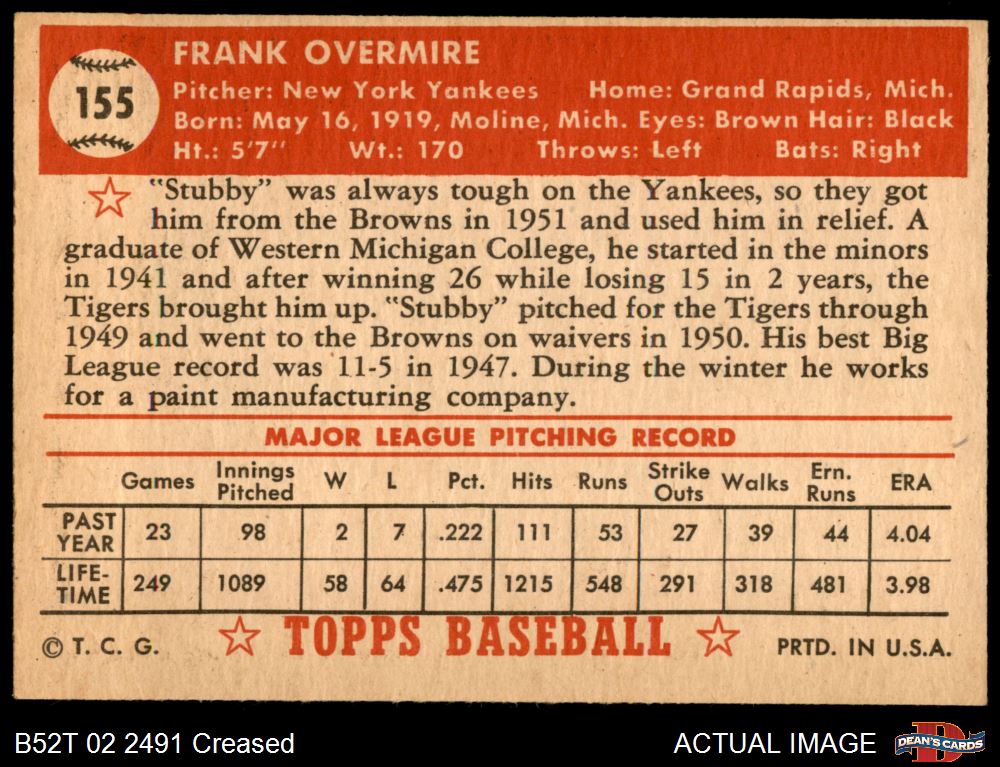 155
FRANK OVERMIRE
Pitcher: New York Yankees Home: Grand Rapids, Mich.
Born: May 16, 1919, Moline, Mich. Eyes: Brown Hair: Black
Ht.: 5'7" Wt.: 170 Throws: Left Bats: Right
"Stubby" was always tough on the Yankees, so they got
him from the Browns in 1951 and used him in relief. A
graduate of Western Michigan College, he started in the minors
in 1941 and after winning 26 while losing 15 in 2 years, the
Tigers brought him up. "Stubby" pitched for the Tigers through
1949 and went to the Browns on waivers in 1950. His best Big
League record was 11-5 in 1947. During the winter he works
for a paint manufacturing company.
MAJOR LEAGUE PITCHING RECORD
Games Innings Pitched W L Pct. Hits Runs Strike Outs Walks Ern. Runs ERA
PAST YEAR 23 98 2 7 .222 111 53 27 39 44 4.04
LIFE-TIME 249 1089 58 64 .475 1215 548 291 318 481 3.98
© T. C. G. TOPPS BASEBALL PRTD. IN U.S.A.
B52T 02 2491 Creased ACTUAL IMAGE D DEAN'S CARDS